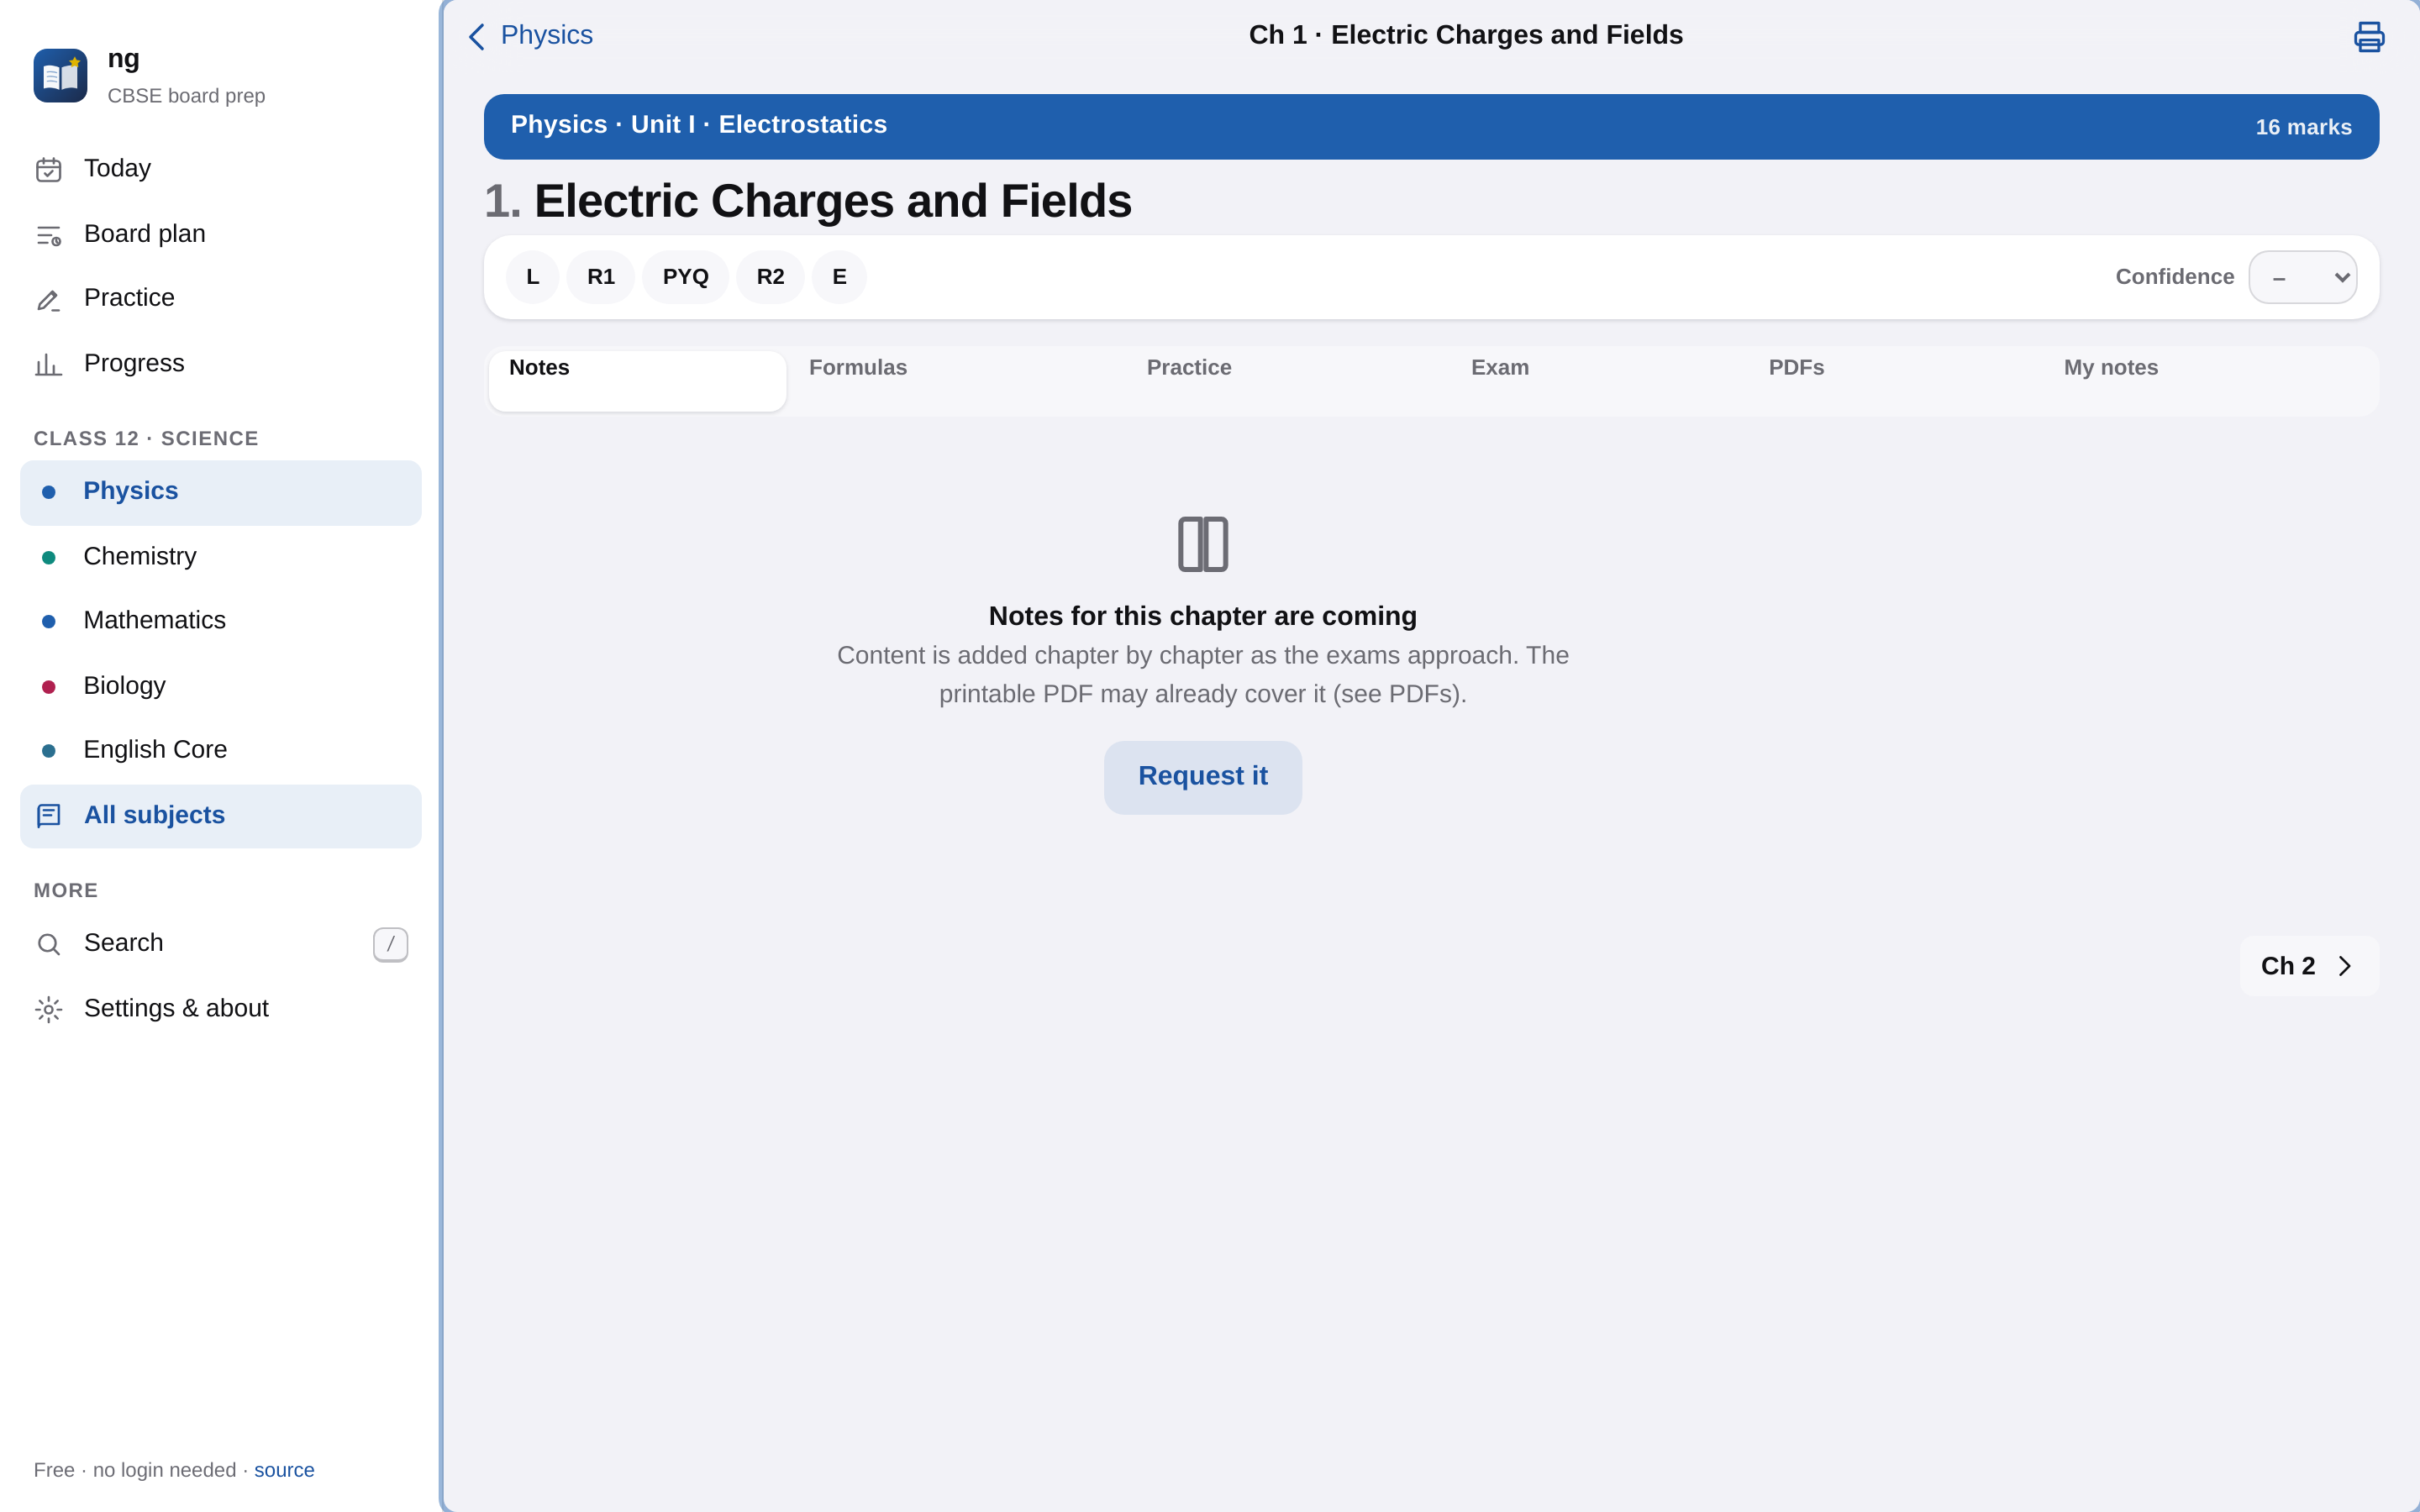 ng
CBSE board prep
Today
Board plan
Practice
Progress
CLASS 12 · SCIENCE
Physics
Chemistry
Mathematics
Biology
English Core
All subjects
MORE
Search /
Settings & about
Free · no login needed · source
Physics
Ch 1 · Electric Charges and Fields
Physics · Unit I · Electrostatics 16 marks
1. Electric Charges and Fields
L R1 PYQ R2 E Confidence –
Notes Formulas Practice Exam PDFs My notes
Notes for this chapter are coming
Content is added chapter by chapter as the exams approach. The
printable PDF may already cover it (see PDFs).
Request it
Ch 2